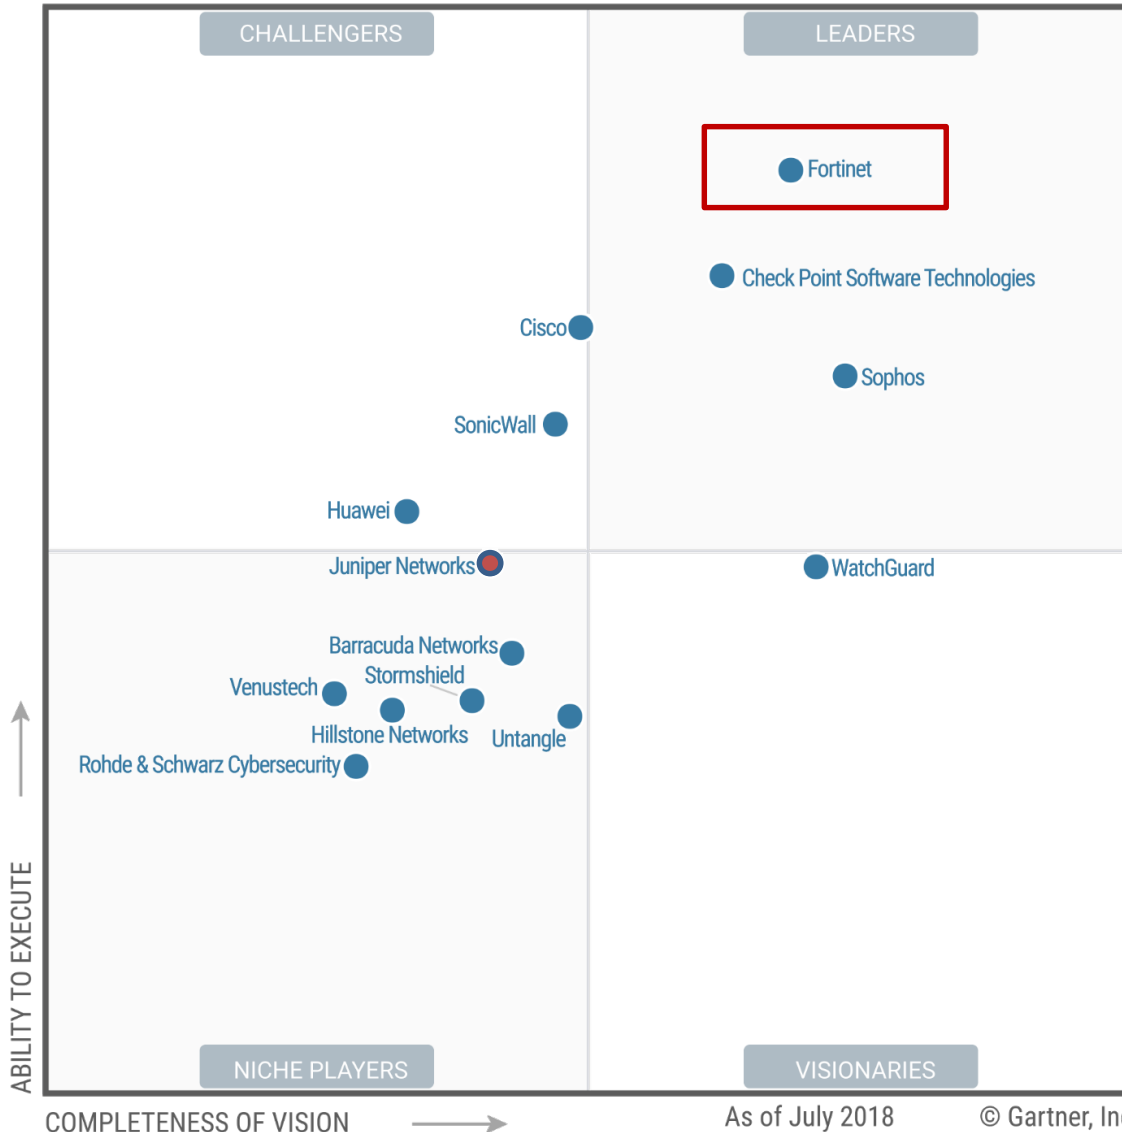 CHALLENGERS
LEADERS
Fortinet
Check Point Software Technologies
Cisco
Sophos
SonicWall
Huawei
Juniper Networks
WatchGuard
Barracuda Networks
Stormshield
Venustech
Hillstone Networks
Untangle
Rohde & Schwarz Cybersecurity
ABILITY TO EXECUTE
NICHE PLAYERS
VISIONARIES
COMPLETENESS OF VISION
As of July 2018
© Gartner, Inc